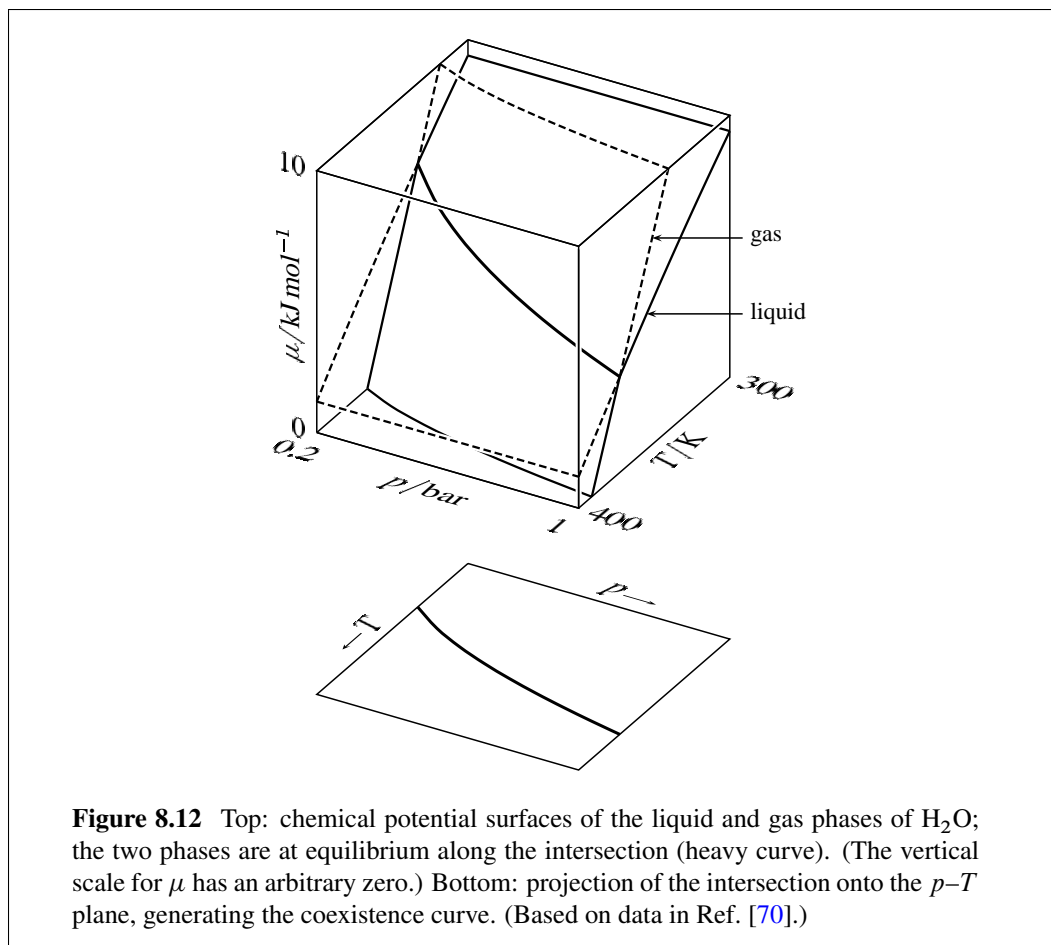 10
μ/kJ mol⁻¹
0
0.2
p/bar
1
400
T/K
300
gas
liquid
p→
←T
Figure 8.12 Top: chemical potential surfaces of the liquid and gas phases of H₂O;
the two phases are at equilibrium along the intersection (heavy curve). (The vertical
scale for μ has an arbitrary zero.) Bottom: projection of the intersection onto the p–T
plane, generating the coexistence curve. (Based on data in Ref. [70].)